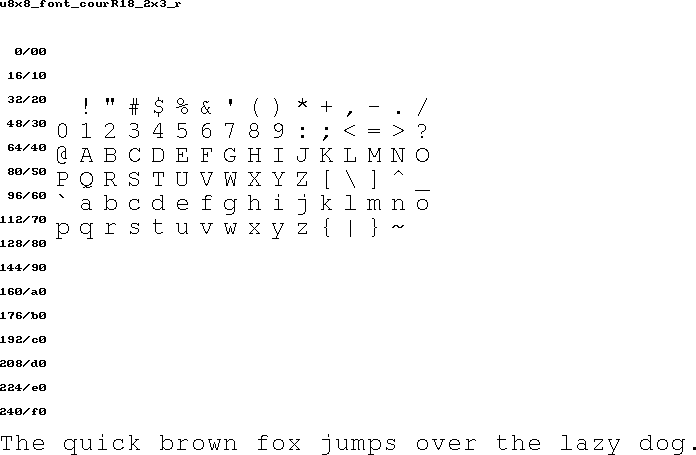 u8x8_font_courR18_2x3_r
0/00
16/10
32/20 ! " # $ % & ' ( ) * + , - . /
48/30 0 1 2 3 4 5 6 7 8 9 : ; < = > ?
64/40 @ A B C D E F G H I J K L M N O
80/50 P Q R S T U V W X Y Z [ \ ] ^ _
96/60 ` a b c d e f g h i j k l m n o
112/70 p q r s t u v w x y z { | } ~
128/80
144/90
160/a0
176/b0
192/c0
208/d0
224/e0
240/f0
The quick brown fox jumps over the lazy dog.